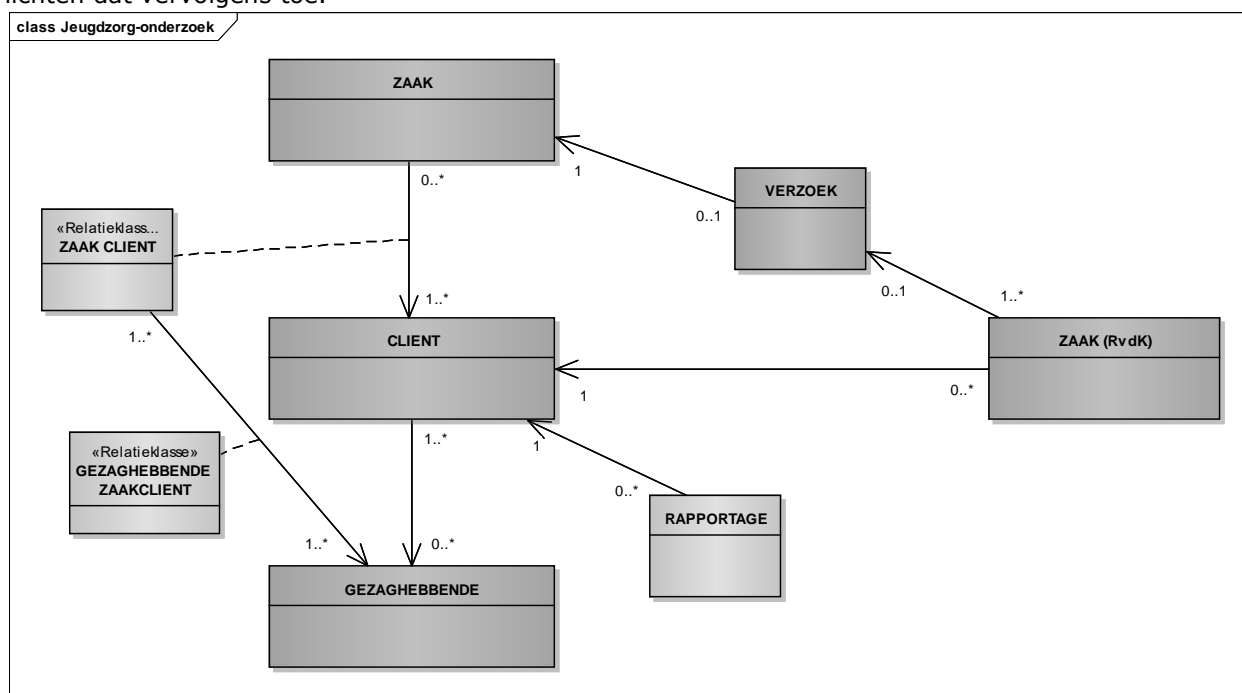 lichten dat vervolgens toe.
class Jeugdzorg-onderzoek
ZAAK
0..*
1
VERZOEK
0..1
«Relatieklass...
ZAAK CLIENT
1..*
0..1
1..*
1..*
CLIENT
ZAAK (RvdK)
1
0..*
1..*
1
«Relatieklasse»
GEZAGHEBBENDE
ZAAKCLIENT
0..*
RAPPORTAGE
1..*
0..*
GEZAGHEBBENDE